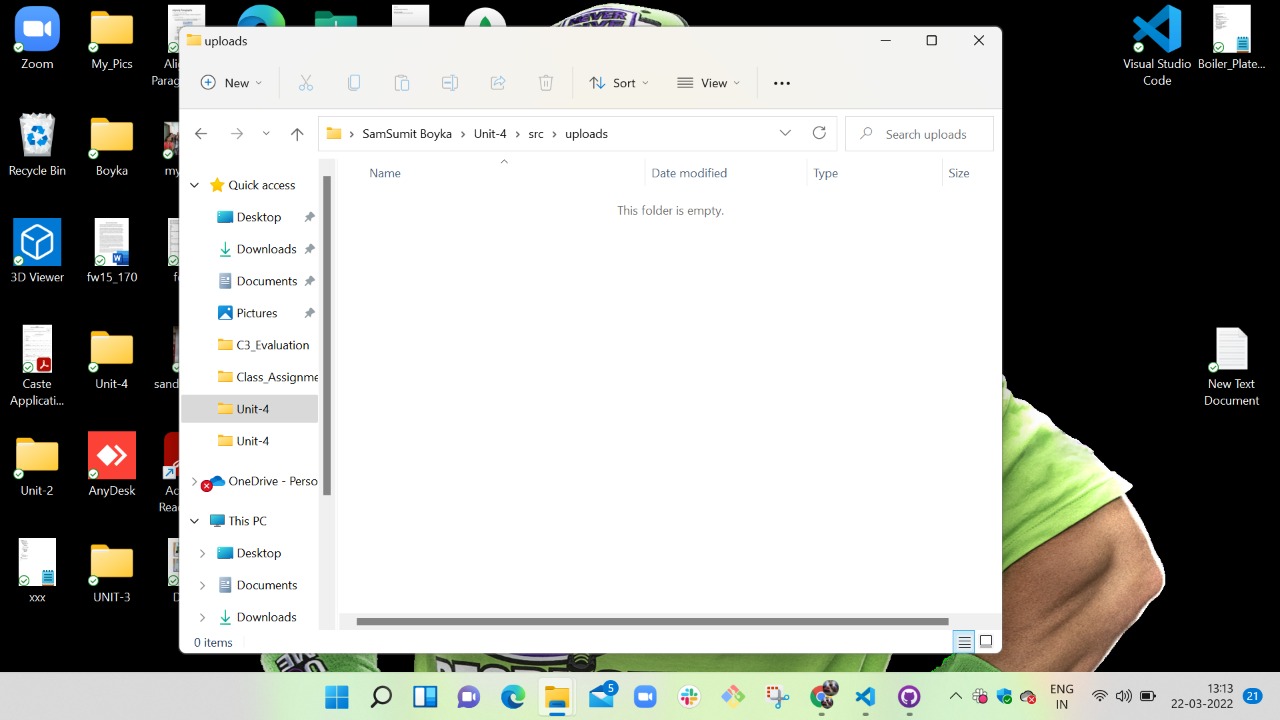 uploads
New
Sort
View
SamSumit Boyka
Unit-4
src
uploads
Search uploads
Name
Date modified
Type
Size
This folder is empty.
Quick access
Desktop
Downloads
Documents
Pictures
C3_Evaluation
Class_Assignme
Unit-4
Unit-4
OneDrive - Perso
This PC
Desktop
Documents
Downloads
0 items
Zoom
My_Pics
Parag
Recycle Bin
Boyka
my
3D Viewer
fw15_170
Caste
Applicati...
Unit-4
sand
Unit-2
AnyDesk
Rea
xxx
UNIT-3
Visual Studio
Code
Boiler_Plate...
New Text
Document
NEVER
5
ENG
IN
13:13
22-03-2022
21